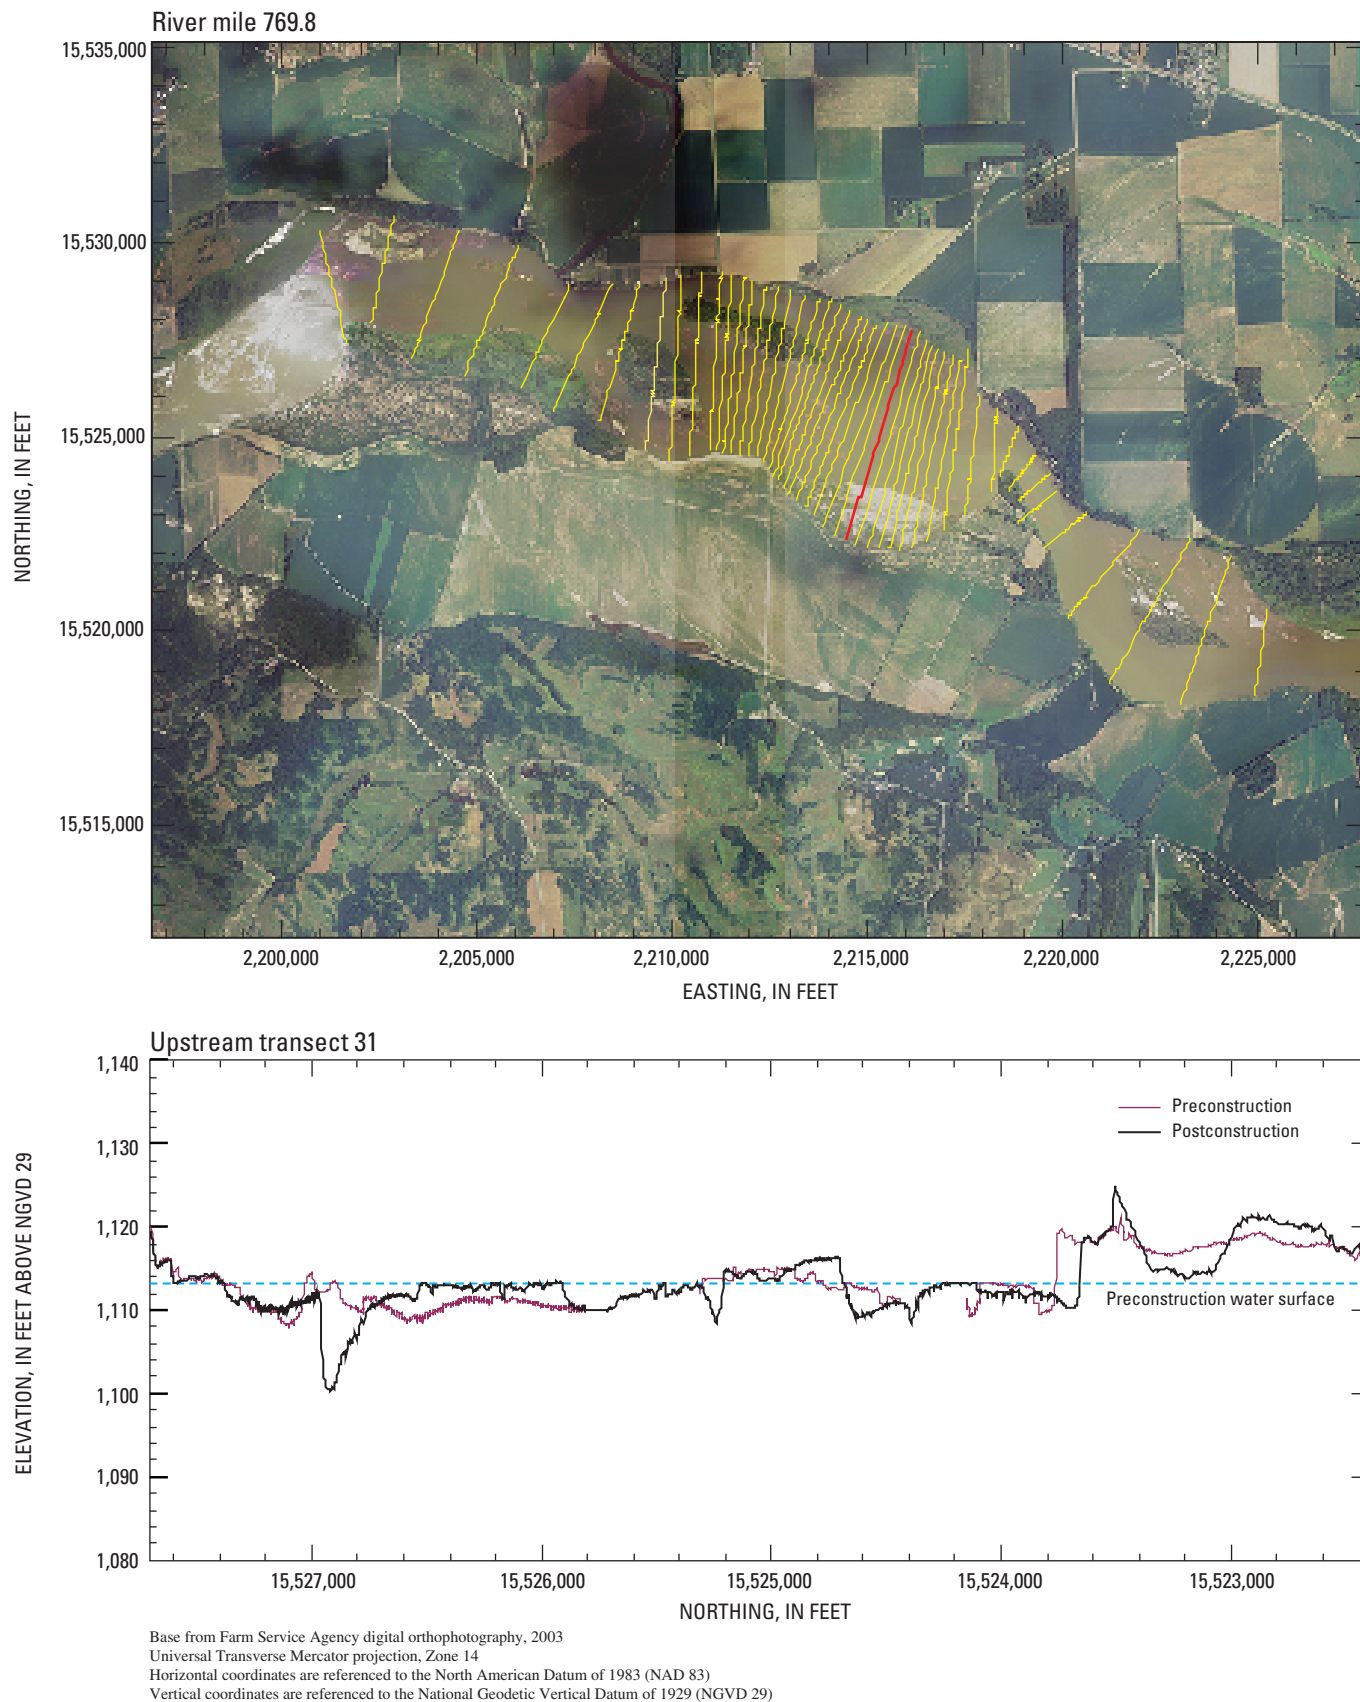 River mile 769.8
15,535,000
15,530,000
15,525,000
15,520,000
15,515,000
NORTHING, IN FEET
2,200,000 2,205,000 2,210,000 2,215,000 2,220,000 2,225,000
EASTING, IN FEET
Upstream transect 31
1,140
1,130
1,120
1,110
1,100
1,090
1,080
ELEVATION, IN FEET ABOVE NGVD 29
Preconstruction
Postconstruction
Preconstruction water surface
15,527,000 15,526,000 15,525,000 15,524,000 15,523,000
NORTHING, IN FEET
Base from Farm Service Agency digital orthophotography, 2003
Universal Transverse Mercator projection, Zone 14
Horizontal coordinates are referenced to the North American Datum of 1983 (NAD 83)
Vertical coordinates are referenced to the National Geodetic Vertical Datum of 1929 (NGVD 29)